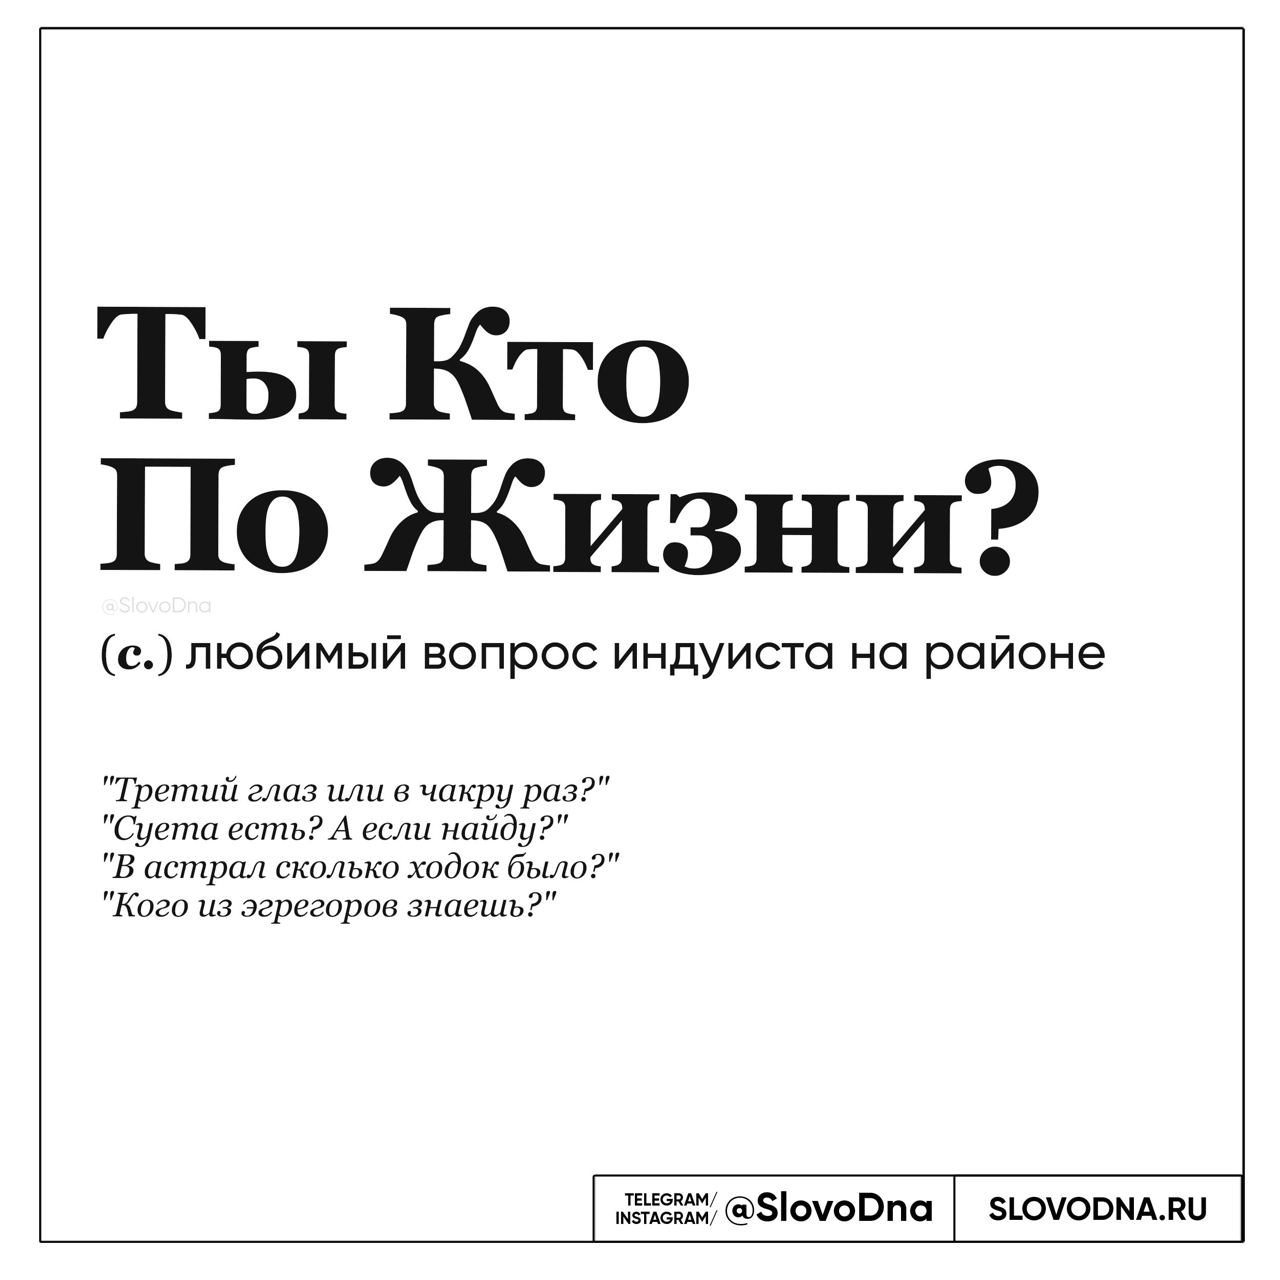 Ты Кто
По Жизни?
@SlovoDna
(с.) любимый вопрос индуиста на районе
"Третий глаз или в чакру раз?"
"Суета есть? А если найду?"
"В астрал сколько ходок было?"
"Кого из эгрегоров знаешь?"
TELEGRAM/
INSTAGRAM/
@SlovoDna
SLOVODNA.RU